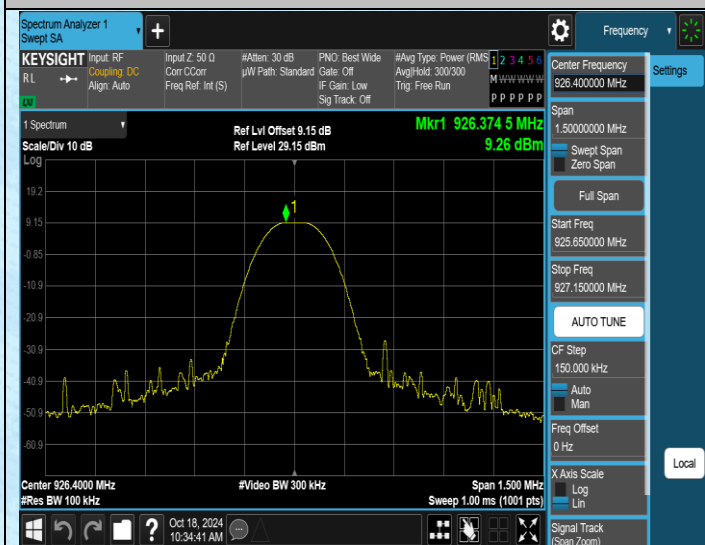 Spectrum Analyzer 1
Swept SA
Frequency
KEYSIGHT
RL
Input: RF
Coupling: DC
Align: Auto
Input Z: 50 Ω
Corr CCorr
Freq Ref: Int (S)
#Atten: 30 dB
µW Path: Standard
PNO: Best Wide
Gate: Off
IF Gain: Low
Sig Track: Off
#Avg Type: Power (RMS
Avg|Hold: 300/300
Trig: Free Run
1 2 3 4 5 6
M W W W W W
P P P P P P
1 Spectrum
Scale/Div 10 dB
Log
Ref Lvl Offset 9.15 dB
Ref Level 29.15 dBm
Mkr1 926.374 5 MHz
9.26 dBm
1
19.2
9.15
-0.85
-10.9
-20.9
-30.9
-40.9
-50.9
-60.9
Center 926.4000 MHz
#Res BW 100 kHz
#Video BW 300 kHz
Span 1.500 MHz
Sweep 1.00 ms (1001 pts)
Center Frequency
926.400000 MHz
Span
1.50000000 MHz
Swept Span
Zero Span
Full Span
Start Freq
925.650000 MHz
Stop Freq
927.150000 MHz
AUTO TUNE
CF Step
150.000 kHz
Auto
Man
Freq Offset
0 Hz
X Axis Scale
Log
Lin
Signal Track
(Span Zoom)
Settings
Local
?
Oct 18, 2024
10:34:41 AM